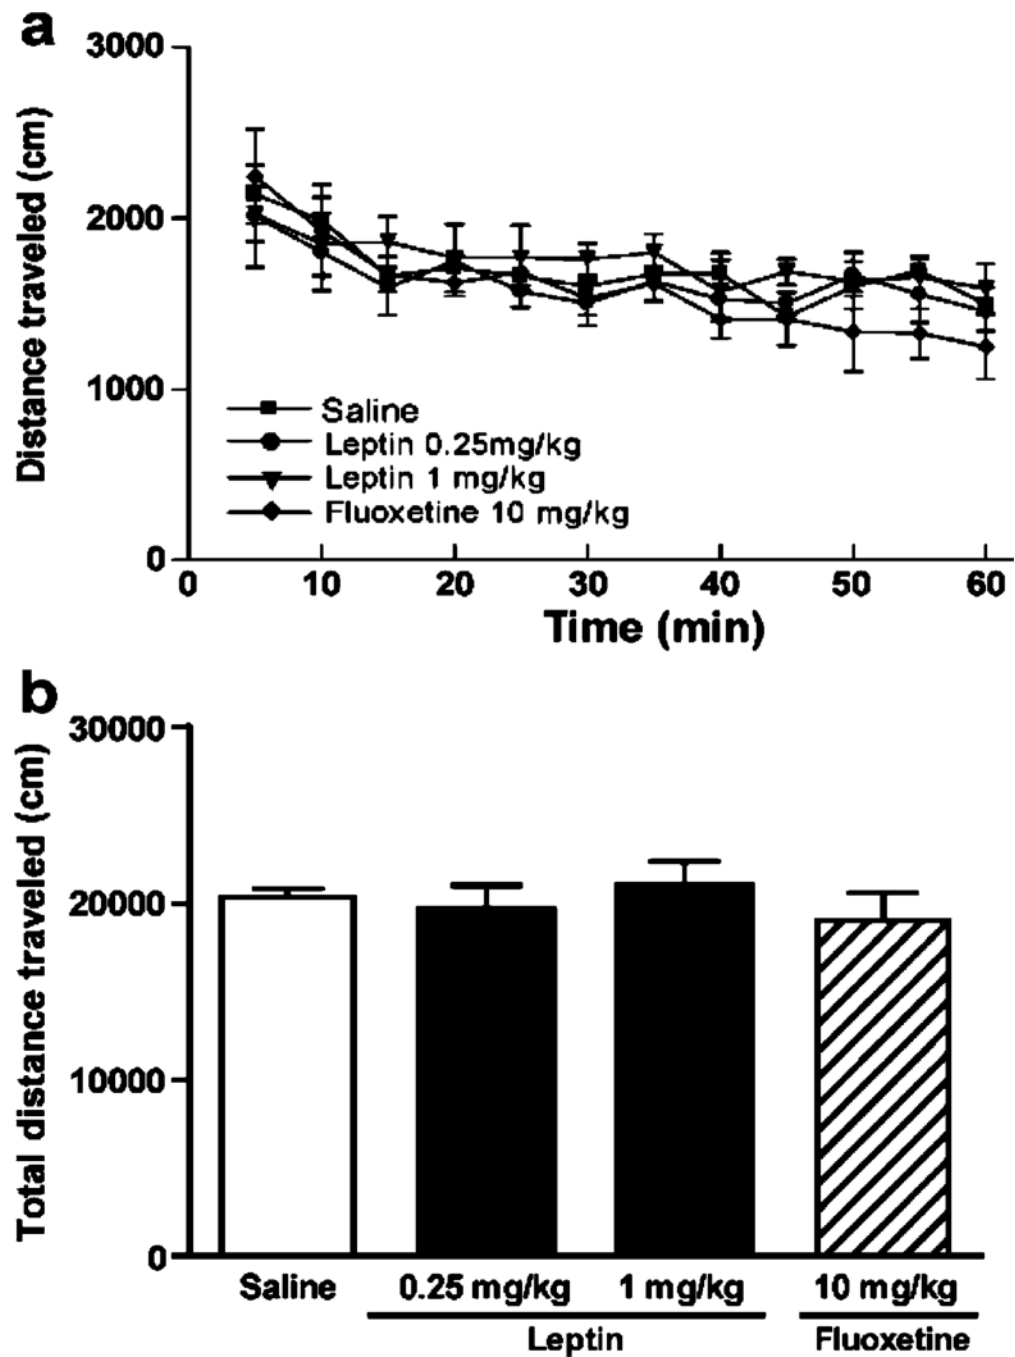 a
3000
2000
1000
0
Distance traveled (cm)
Saline
Leptin 0.25mg/kg
Leptin 1 mg/kg
Fluoxetine 10 mg/kg
0 10 20 30 40 50 60
Time (min)
b
30000
20000
10000
0
Total distance traveled (cm)
Saline 0.25 mg/kg 1 mg/kg 10 mg/kg
Leptin Fluoxetine